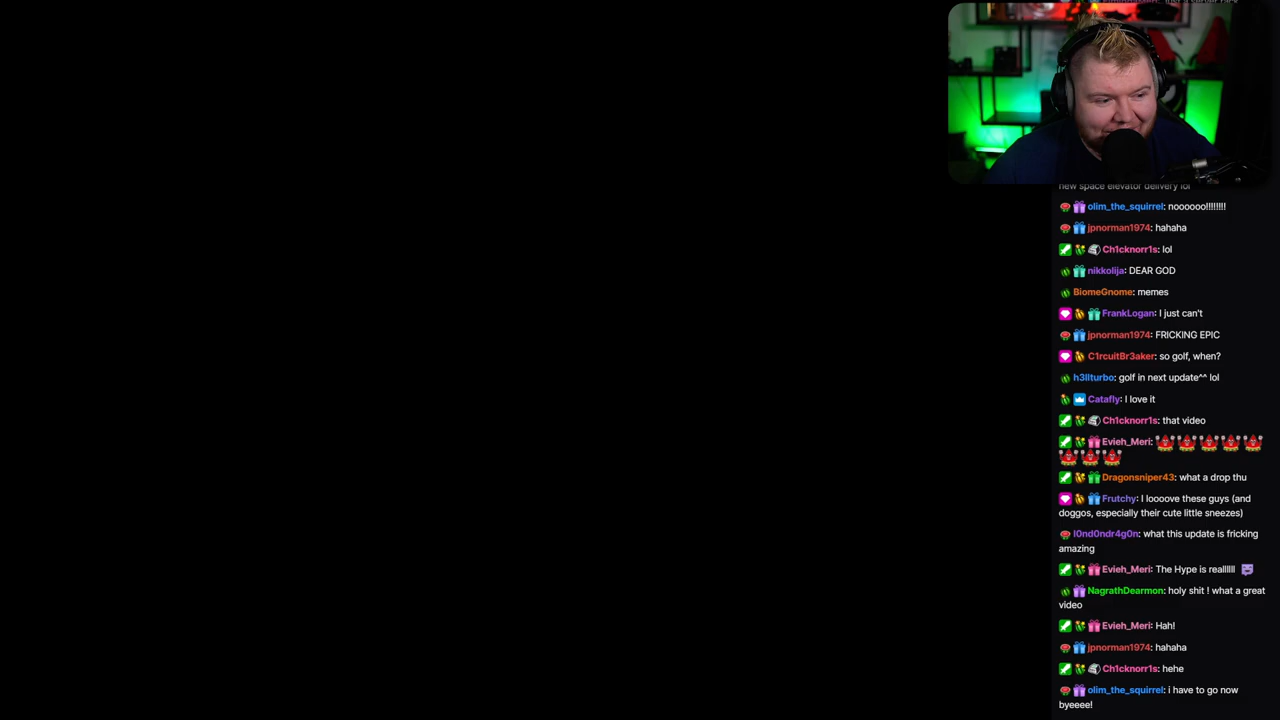 new space elevator delivery lol
olim_the_squirrel: noooooo!!!!!!!!
jpnorman1974: hahaha
Ch1cknorr1s: lol
nikkolija: DEAR GOD
BiomeGnome: memes
FrankLogan: I just can't
jpnorman1974: FRICKING EPIC
C1rcuitBr3aker: so golf, when?
h3llturbo: golf in next update^^ lol
Catafly: I love it
Ch1cknorr1s: that video
Evieh_Meri:
Dragonsniper43: what a drop thu
Frutchy: I loooove these guys (and
doggos, especially their cute little sneezes)
l0nd0ndr4g0n: what this update is fricking
amazing
Evieh_Meri: The Hype is realllllll
NagrathDearmon: holy shit ! what a great
video
Evieh_Meri: Hah!
jpnorman1974: hahaha
Ch1cknorr1s: hehe
olim_the_squirrel: i have to go now
byeeee!